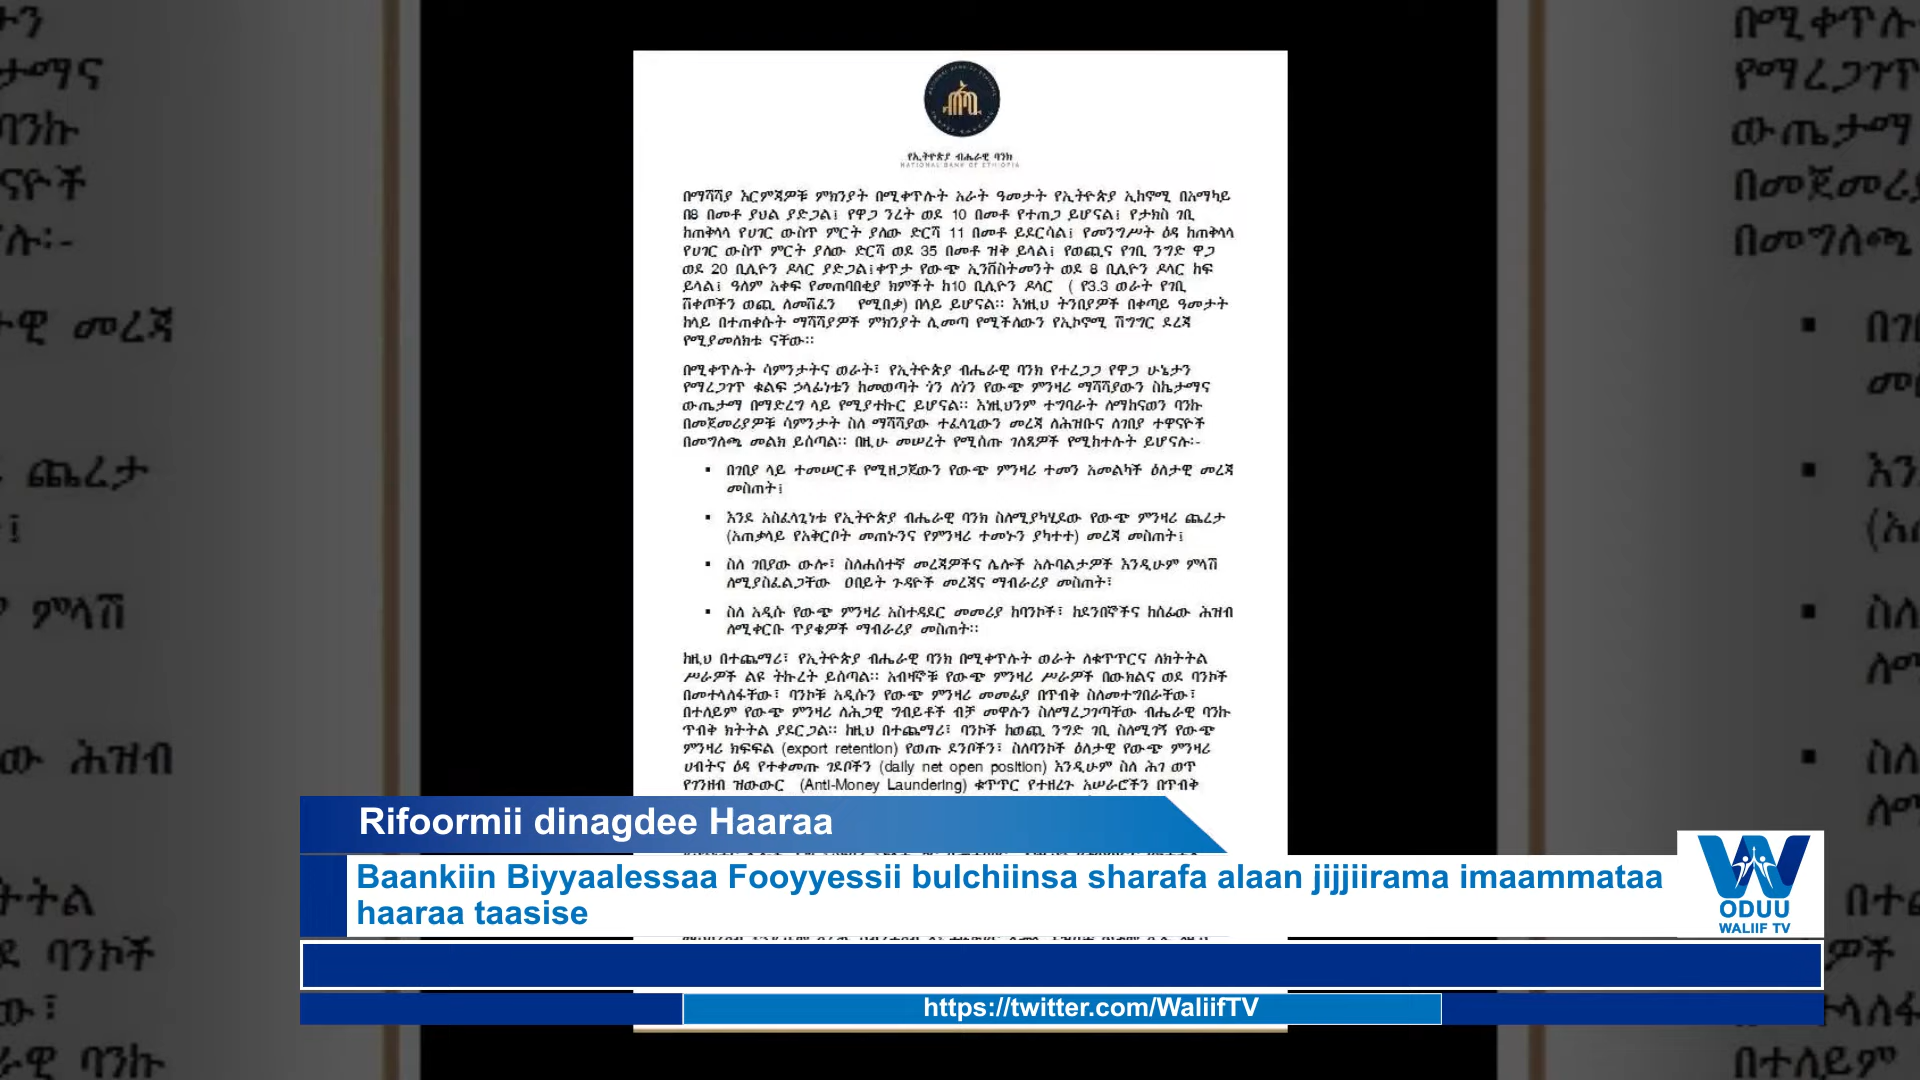 የኢትዮጵያ ብሔራዊ ባንክ
NATIONAL BANK OF ETHIOPIA
በማሻሻያ እርምጃዎቹ ምክንያት በሚቀጥሉት አራት ዓመታት የኢትዮጵያ ኢኮኖሚ በአማካይ
በ8 በመቶ ያህል ያድጋል፤ የዋጋ ንረት ወደ 10 በመቶ የተጠጋ ይሆናል፤ የታክስ ገቢ
ከጠቅላላ የሀገር ውስጥ ምርት ያለው ድርሻ 11 በመቶ ይደርሳል፤ የመንግሥት ዕዳ ከጠቅላላ
የሀገር ውስጥ ምርት ያለው ድርሻ ወደ 35 በመቶ ዝቅ ይላል፤ የወጪና የገቢ ንግድ ዋጋ
ወደ 20 ቢሊዮን ዶላር ያድጋል፤ቀጥታ የውጭ ኢንቨስትመንት ወደ 8 ቢሊዮን ዶላር ከፍ
ይላል፤ ዓለም አቀፍ የመጠባበቂያ ክምችት ከ10 ቢሊዮን ዶላር ( የ3.3 ወራት የገቢ
ሸቀጦችን ወጪ ለመሸፈን የሚበቃ) በላይ ይሆናል። እነዚህ ትንበያዎች በቀጣይ ዓመታት
ከላይ በተጠቀሱት ማሻሻያዎች ምክንያት ሊመጣ የሚችለውን የኢኮኖሚ ሽግግር ደረጃ
የሚያመለክቱ ናቸው።
በሚቀጥሉት ሳምንታትና ወራት፣ የኢትዮጵያ ብሔራዊ ባንክ የተረጋጋ የዋጋ ሁኔታን
የማረጋገጥ ቁልፍ ኃላፊነቱን ከመወጣት ጎን ለጎን የውጭ ምንዛሪ ማሻሻያውን ስኬታማና
ውጤታማ በማድረግ ላይ የሚያተኩር ይሆናል። እነዚህንም ተግባራት ለማከናወን ባንኩ
በመጀመሪያዎቹ ሳምንታት ስለ ማሻሻያው ተፈላጊውን መረጃ ለሕዝቡና ለገበያ ተዋናዮች
በመግለጫ መልክ ይሰጣል። በዚሁ መሠረት የሚሰጡ ገለጻዎች የሚከተሉት ይሆናሉ:-
▪ በገበያ ላይ ተመሥርቶ የሚዘጋጀውን የውጭ ምንዛሪ ተመን አመልካች ዕለታዊ መረጃ
መስጠት፤
▪ እንደ አስፈላጊነቱ የኢትዮጵያ ብሔራዊ ባንክ ስለሚያካሂደው የውጭ ምንዛሪ ጨረታ
(አጠቃላይ የአቅርቦት መጠኑንና የምንዛሪ ተመኑን ያካተተ) መረጃ መስጠት፤
▪ ስለ ገበያው ውሎ፣ ስለሐሰተኛ መረጃዎችና ሌሎች አሉባልታዎች እንዲሁም ምላሽ
ለሚያስፈልጋቸው ዐበይት ጉዳዮች መረጃና ማብራሪያ መስጠት፣
▪ ስለ አዲሱ የውጭ ምንዛሪ አስተዳደር መመሪያ ከባንኮች፣ ከደንበኞችና ከሰፊው ሕዝብ
ለሚቀርቡ ጥያቄዎች ማብራሪያ መስጠት።
ከዚህ በተጨማሪ፣ የኢትዮጵያ ብሔራዊ ባንክ በሚቀጥሉት ወራት ለቁጥጥርና ለክትትል
ሥራዎች ልዩ ትኩረት ይሰጣል። አብዛኞቹ የውጭ ምንዛሪ ሥራዎች በውክልና ወደ ባንኮች
በመተላለፋቸው፣ ባንኮቹ አዲሱን የውጭ ምንዛሪ መመፊያ በጥብቅ ስለመተግበራቸው፣
በተለይም የውጭ ምንዛሪ ለሕጋዊ ግብይቶች ብቻ መዋሉን ስለማረጋገጣቸው ብሔራዊ ባንኩ
ጥብቅ ክትትል ያደርጋል። ከዚህ በተጨማሪ፣ ባንኮች ከወጪ ንግድ ገቢ ስለሚገኝ የውጭ
ምንዛሪ ክፍፍል (export retention) የወጡ ደንቦችን፣ ስለባንኮች ዕለታዊ የውጭ ምንዛሪ
ሀብትና ዕዳ የተቀመጡ ገደቦችን (daily net open position) እንዲሁም ስለ ሕገ ወጥ
የገንዘብ ዝውውር (Anti-Money Laundering) ቁጥጥር የተዘረጉ አሠራሮችን በጥብቅ
Rifoormii dinagdee Haaraa
Baankiin Biyyaalessaa Fooyyessii bulchiinsa sharafa alaan jijjiirama imaammataa
haaraa taasise
ODUU
WALIIF TV
https://twitter.com/WaliifTV